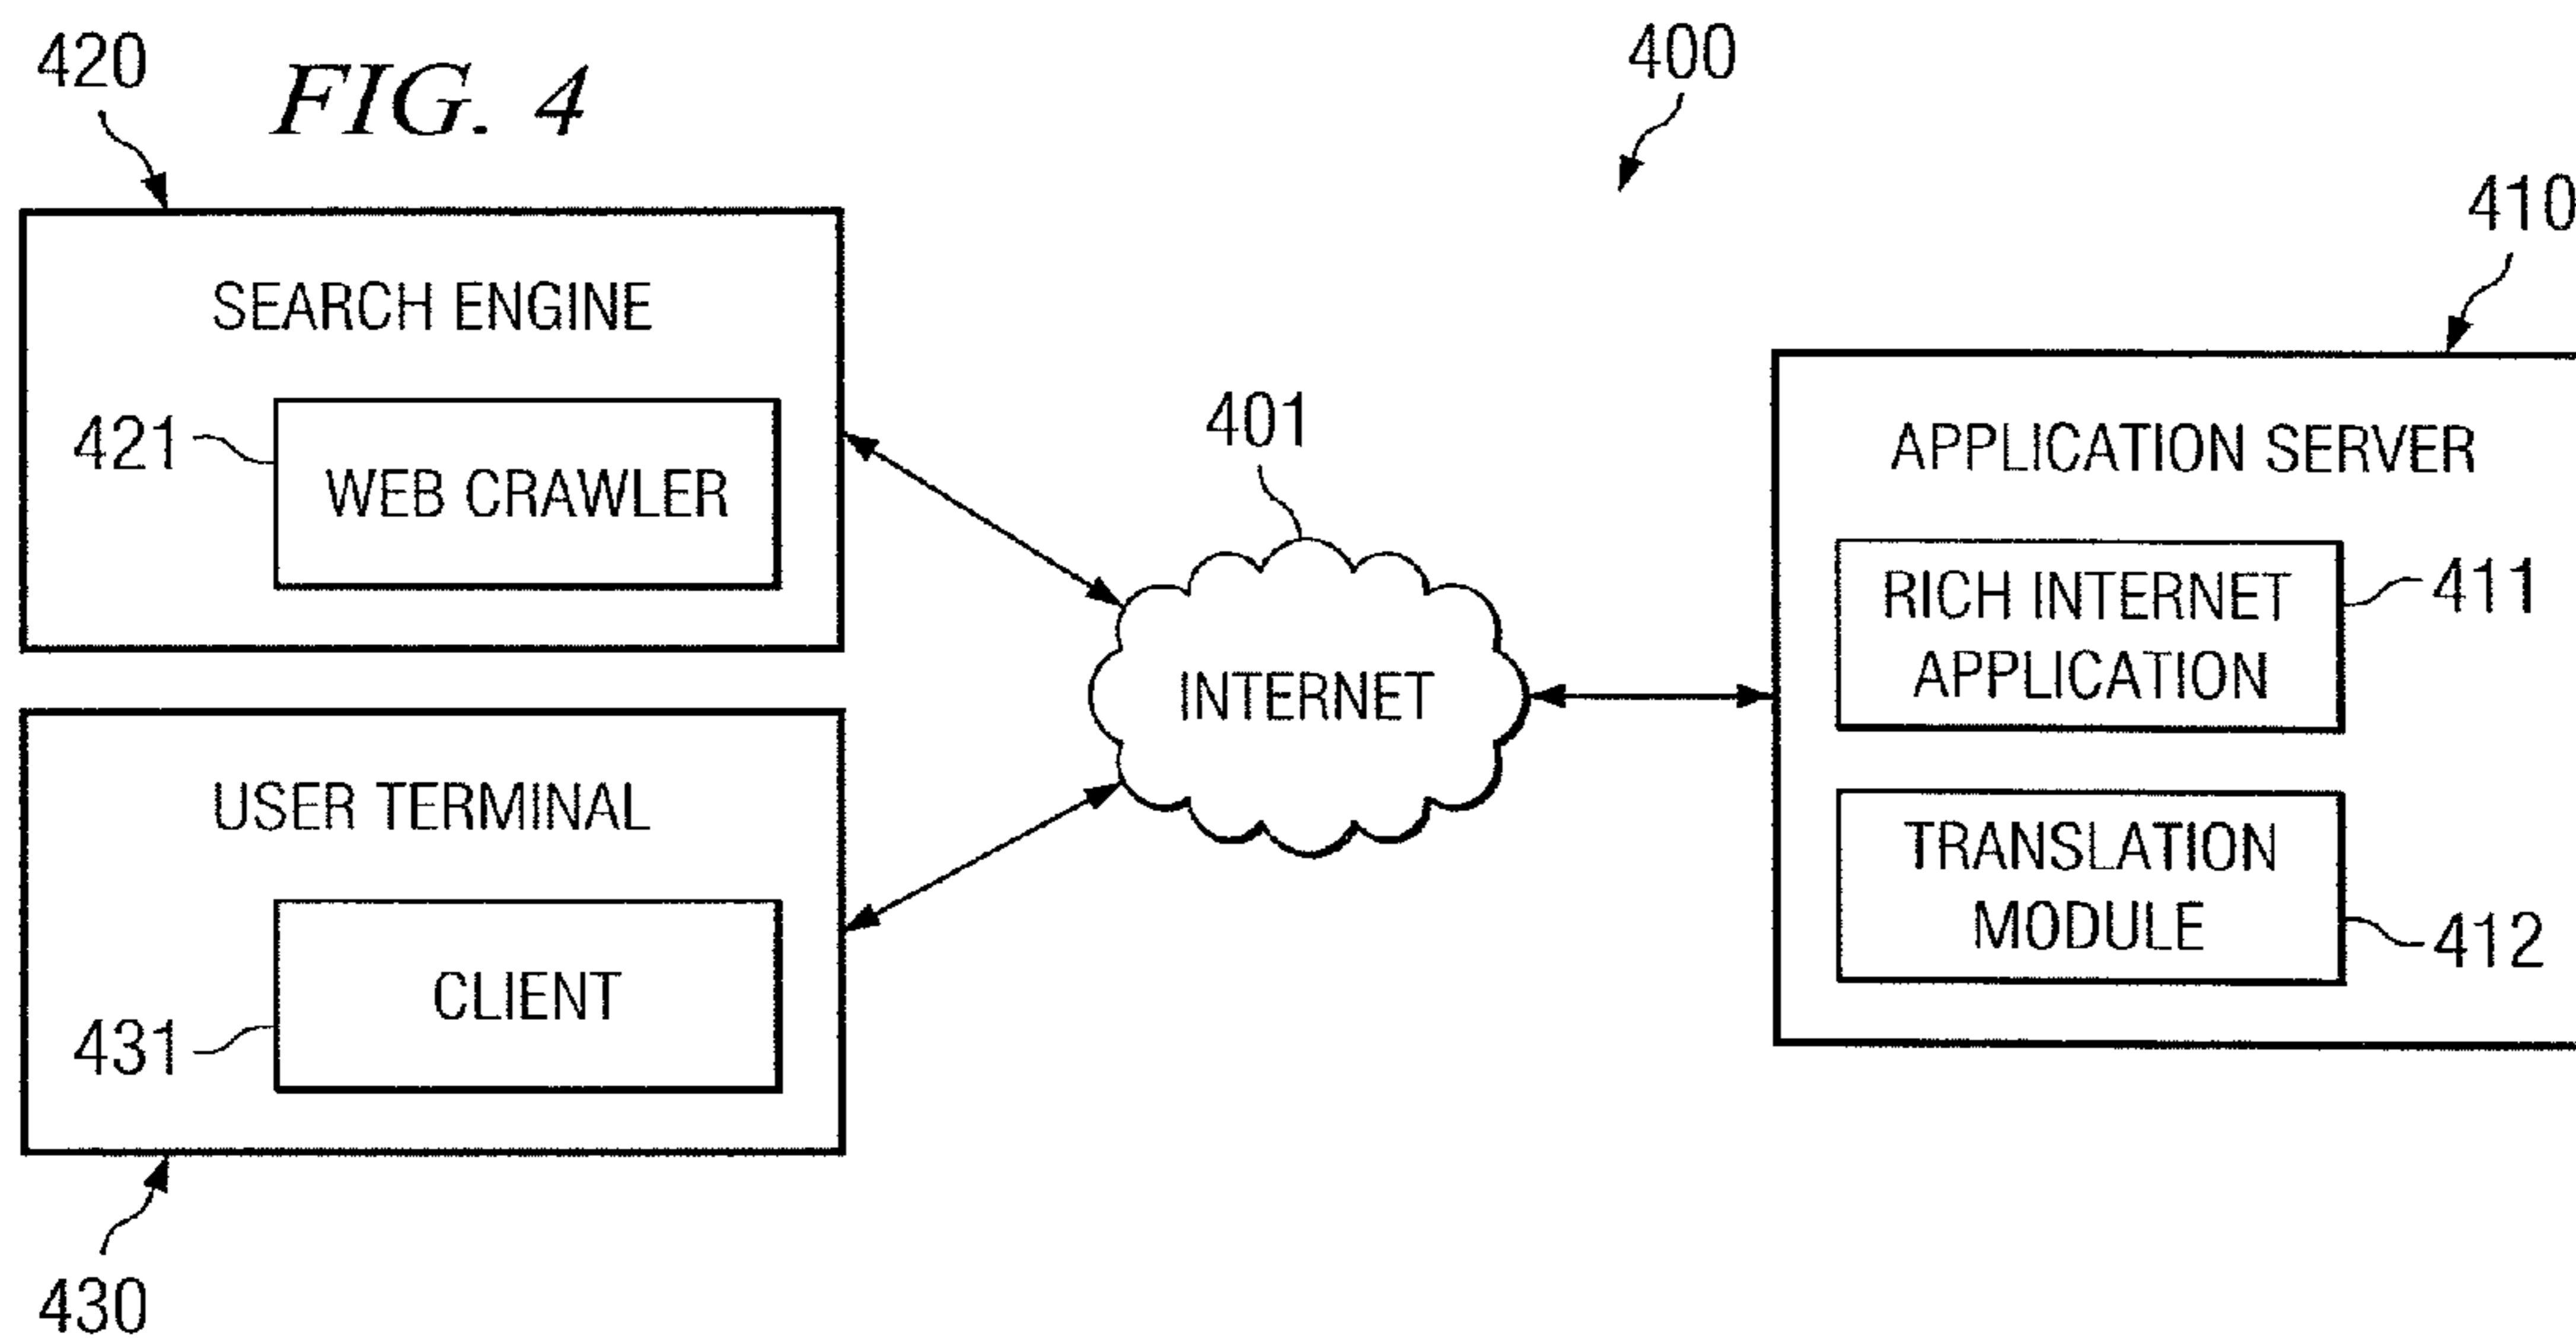 420
FIG. 4
400
410
SEARCH ENGINE
421
WEB CRAWLER
401
INTERNET
APPLICATION SERVER
RICH INTERNET
APPLICATION
411
TRANSLATION
MODULE
412
USER TERMINAL
CLIENT
431
430